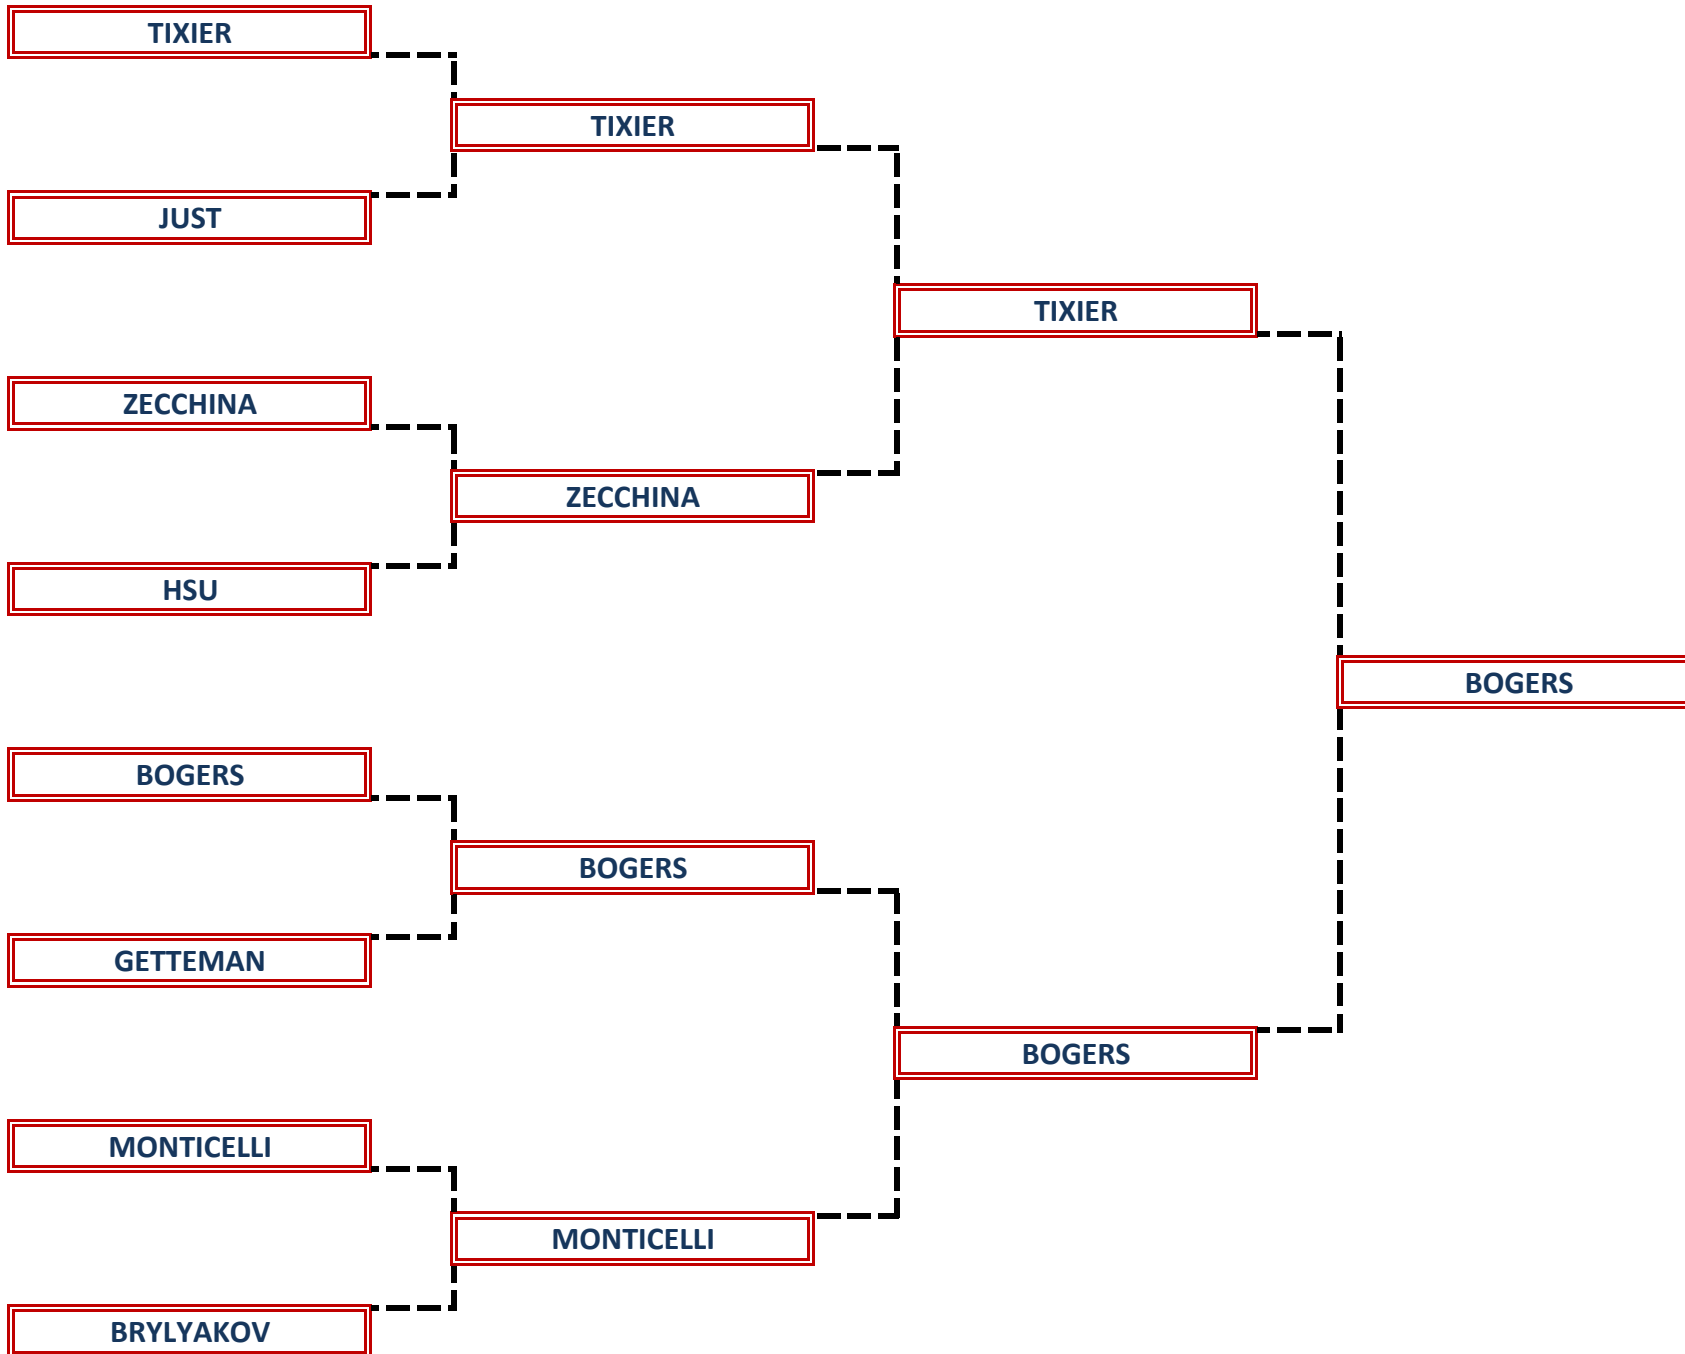 TIXIER
TIXIER
JUST
TIXIER
ZECCHINA
ZECCHINA
HSU
BOGERS
BOGERS
BOGERS
GETTEMAN
BOGERS
MONTICELLI
MONTICELLI
BRYLYAKOV